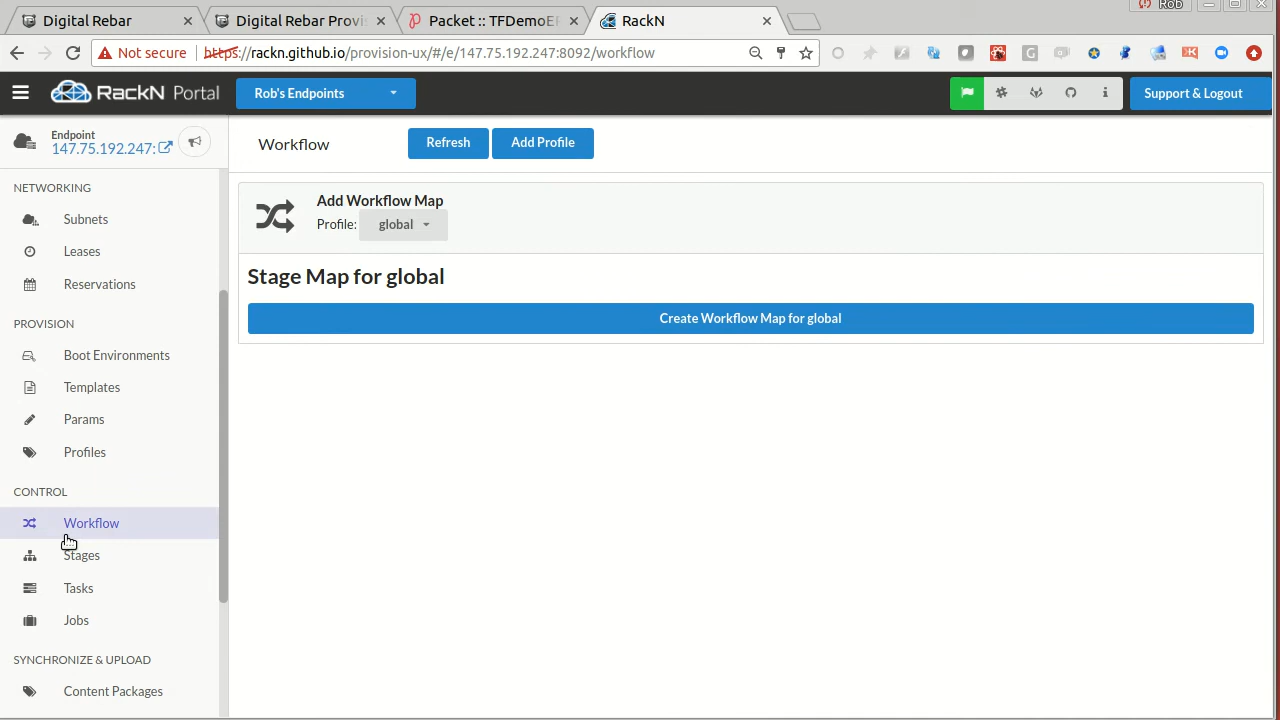 Digital Rebar
Digital Rebar Provis
Packet :: TFDemoE
RackN
Rob
Not secure
https://rackn.github.io/provision-ux/#/e/147.75.192.247:8092/workflow
RackN Portal
Rob's Endpoints
Support & Logout
Endpoint
147.75.192.247:
Workflow
Refresh
Add Profile
NETWORKING
Subnets
Leases
Reservations
PROVISION
Boot Environments
Templates
Params
Profiles
CONTROL
Workflow
Stages
Tasks
Jobs
SYNCHRONIZE & UPLOAD
Content Packages
Add Workflow Map
Profile: global
Stage Map for global
Create Workflow Map for global